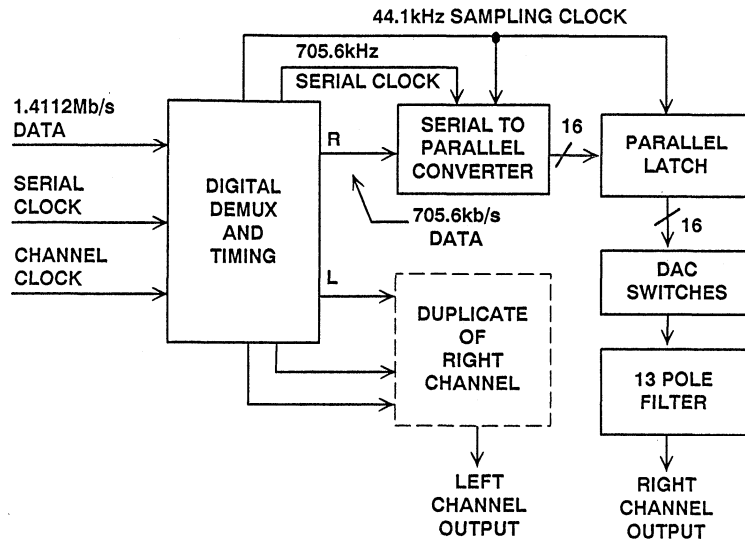 44.1kHz SAMPLING CLOCK
705.6kHz
SERIAL CLOCK
1.4112Mb/s
DATA
SERIAL
CLOCK
CHANNEL
CLOCK
DIGITAL
DEMUX
AND
TIMING
R
SERIAL TO
PARALLEL
CONVERTER
16
PARALLEL
LATCH
705.6kb/s
DATA
16
L
DUPLICATE
OF
RIGHT
CHANNEL
DAC
SWITCHES
13 POLE
FILTER
LEFT
CHANNEL
OUTPUT
RIGHT
CHANNEL
OUTPUT